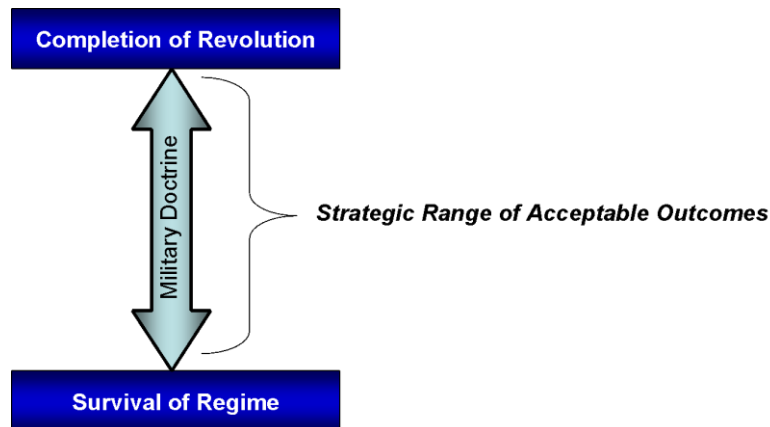 Completion of Revolution
Military Doctrine
Strategic Range of Acceptable Outcomes
Survival of Regime